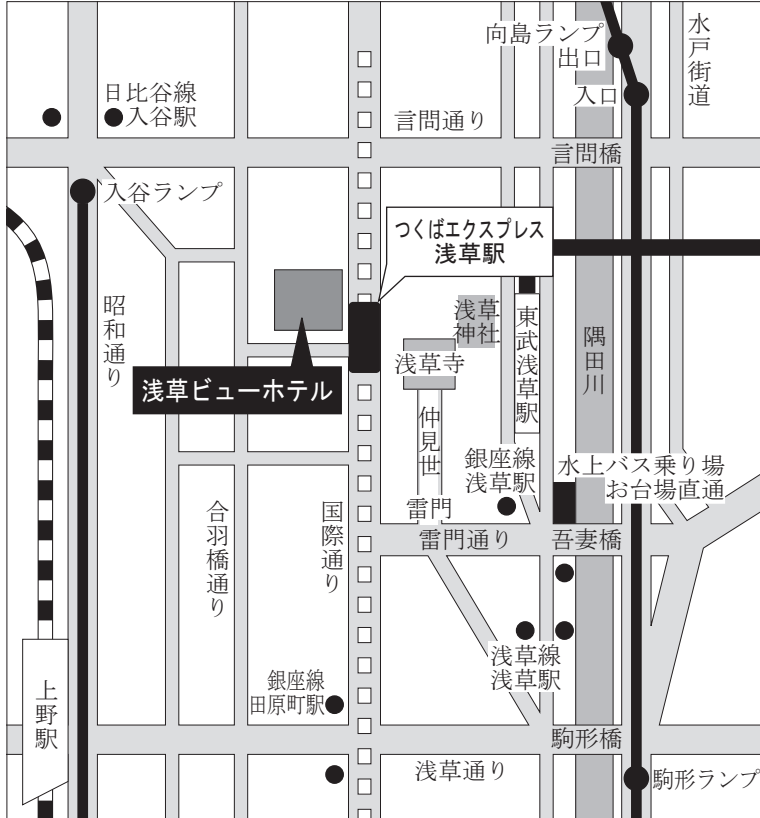 向島ランプ
出口
水戸街道
日比谷線
入谷駅
入口
言問通り
言問橋
入谷ランプ
つくばエクスプレス
浅草駅
昭和通り
浅草神社
東武浅草駅
隅田川
浅草寺
浅草ビューホテル
仲見世
銀座線
浅草駅
水上バス乗り場
お台場直通
合羽橋通り
国際通り
雷門
雷門通り
吾妻橋
浅草線
浅草駅
上野駅
銀座線
田原町駅
駒形橋
浅草通り
駒形ランプ